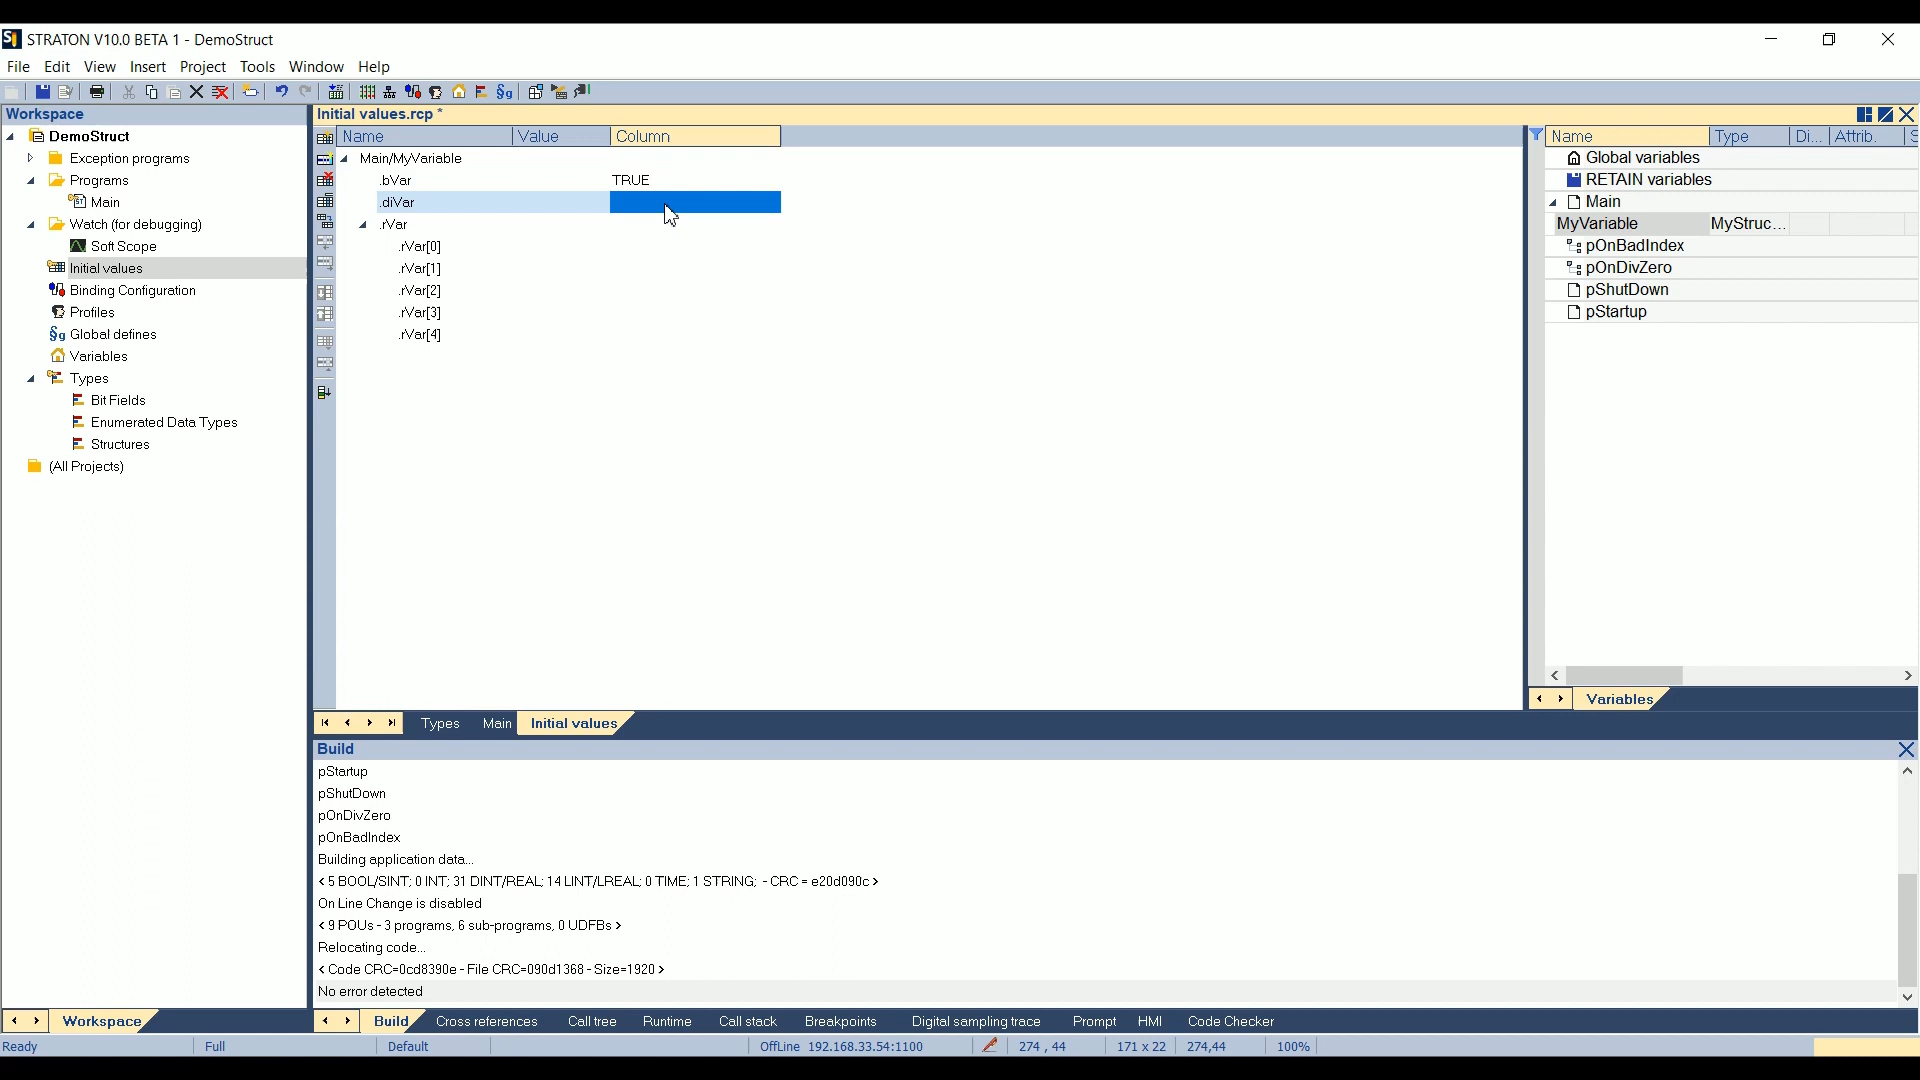 STRATON V10.0 BETA 1 - DemoStruct
File Edit View Insert Project Tools Window Help
Workspace
DemoStruct
Exception programs
Programs
Main
Watch (for debugging)
Soft Scope
Initial values
Binding Configuration
Profiles
Global defines
Variables
Types
Bit Fields
Enumerated Data Types
Structures
(All Projects)
Workspace
Initial values.rcp *
Name Value Column
Main/MyVariable
.bVar TRUE
.diVar
.rVar
.rVar[0]
.rVar[1]
.rVar[2]
.rVar[3]
.rVar[4]
Types Main Initial values
Name Type Di... Attrib. S
Global variables
RETAIN variables
Main
MyVariable MyStruc...
pOnBadIndex
pOnDivZero
pShutDown
pStartup
Variables
Build
pStartup
pShutDown
pOnDivZero
pOnBadIndex
Building application data...
< 5 BOOL/SINT; 0 INT; 31 DINT/REAL; 14 LINT/LREAL; 0 TIME; 1 STRING; - CRC = e20d090c >
On Line Change is disabled
< 9 POUs - 3 programs, 6 sub-programs, 0 UDFBs >
Relocating code...
< Code CRC=0cd8390e - File CRC=090d1368 - Size=1920 >
No error detected
Build Cross references Call tree Runtime Call stack Breakpoints Digital sampling trace Prompt HMI Code Checker
Ready Full Default OffLine 192.168.33.54:1100 274 , 44 171 x 22 274,44 100%